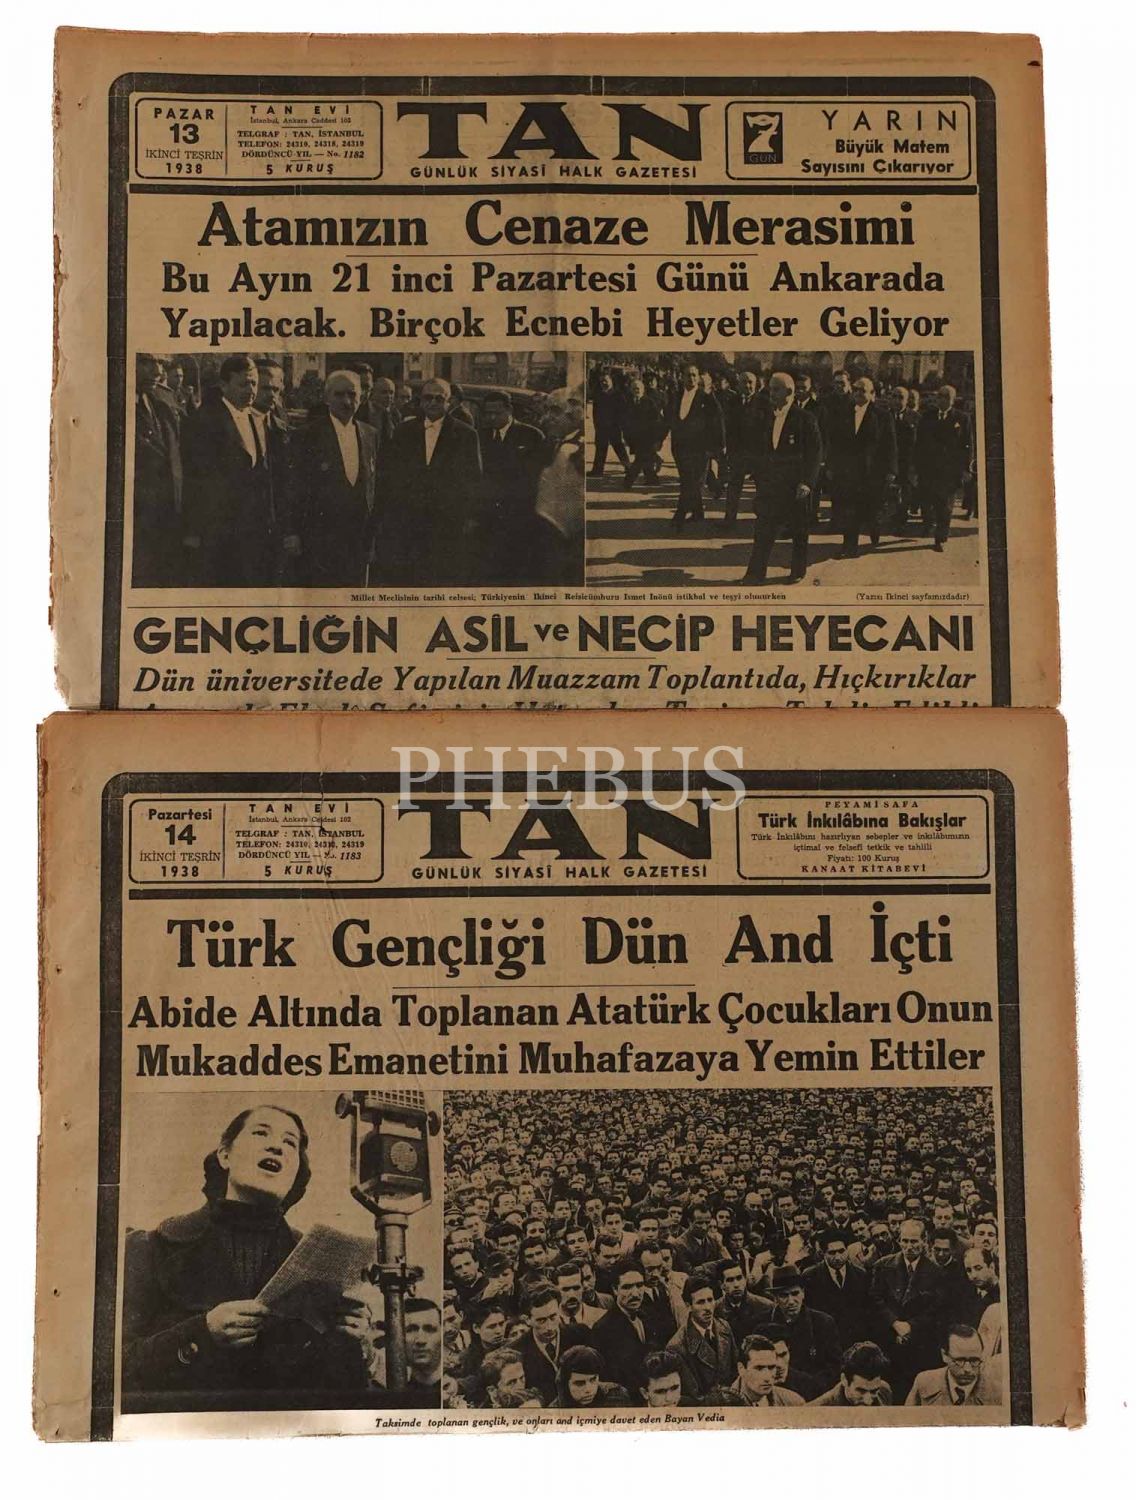 PAZAR
13
İKİNCİ TEŞRİN
1938
TAN EVİ
İstanbul, Ankara Caddesi 102
TELGRAF : TAN, İSTANBUL
TELEFON: 24310, 24318, 24319
DÖRDÜNCÜ YIL — No. 1182
5 KURUŞ
TAN
GÜNLÜK SİYASÎ HALK GAZETESİ
7
GÜN
YARIN
Büyük Matem
Sayısını Çıkarıyor
Atamızın Cenaze Merasimi
Bu Ayın 21 inci Pazartesi Günü Ankarada
Yapılacak. Birçok Ecnebi Heyetler Geliyor
Millet Meclisinin tarihi celsesi; Türkiyenin İkinci Reisicümhuru İsmet İnönü istikbal ve teşyi olunurken (Yazısı İkinci sayfamızdadır)
GENÇLİĞİN ASÎL ve NECİP HEYECANI
Dün üniversitede Yapılan Muazzam Toplantıda, Hıçkırıklar
PHEBUS
Pazartesi
14
İKİNCİ TEŞRİN
1938
TAN EVİ
İstanbul, Ankara Caddesi 102
TELGRAF : TAN, İSTANBUL
TELEFON: 24310, 24318, 24319
DÖRDÜNCÜ YIL — No. 1183
5 KURUŞ
TAN
GÜNLÜK SİYASÎ HALK GAZETESİ
PEYAMİ SAFA
Türk İnkılâbına Bakışlar
Türk İnkılâbını hazırlıyan sebepler ve inkılâbımızın
içtimaî ve felsefî tetkik ve tahlili
Fiyatı: 100 Kuruş
KANAAT KİTABEVİ
Türk Gençliği Dün And İçti
Abide Altında Toplanan Atatürk Çocukları Onun
Mukaddes Emanetini Muhafazaya Yemin Ettiler
Taksimde toplanan gençlik, ve onları and içmiye davet eden Bayan Vedia